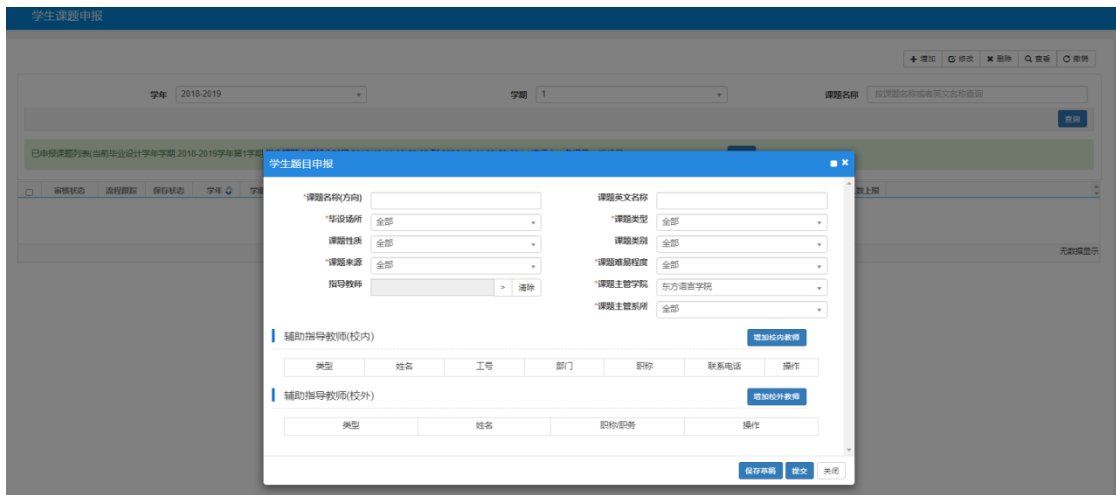 学生课题申报
增加 修改 删除 查看 查询
学年 2018-2019 学期 1 课题名称 按课题名称或者英文名称查询
查询
已申报课题列表(当前毕业设计学年学期:2018-2019学年第1学期
审核状态 流程跟踪 保存状态 学年 学期 数上限
无数据显示
学生题目申报
*课题名称(方向) 课题英文名称
*毕设场所 全部 *课题类型 全部
课题性质 全部 课题类别 全部
*课题来源 全部 *课题难易程度 全部
指导教师 > 清除 *课题主管学院 东方语言学院
*课题主管系所 全部
辅助指导教师(校内) 增加校内教师
类型 姓名 工号 部门 职称 联系电话 操作
辅助指导教师(校外) 增加校外教师
类型 姓名 职称/职务 操作
保存草稿 提交 关闭